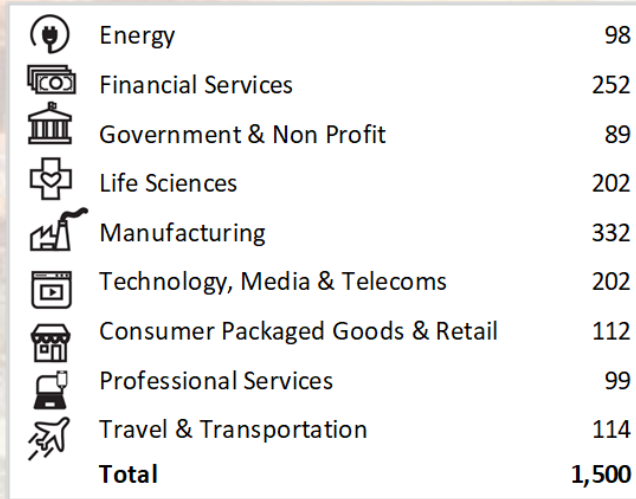 Energy 98
Financial Services 252
Government & Non Profit 89
Life Sciences 202
Manufacturing 332
Technology, Media & Telecoms 202
Consumer Packaged Goods & Retail 112
Professional Services 99
Travel & Transportation 114
Total 1,500